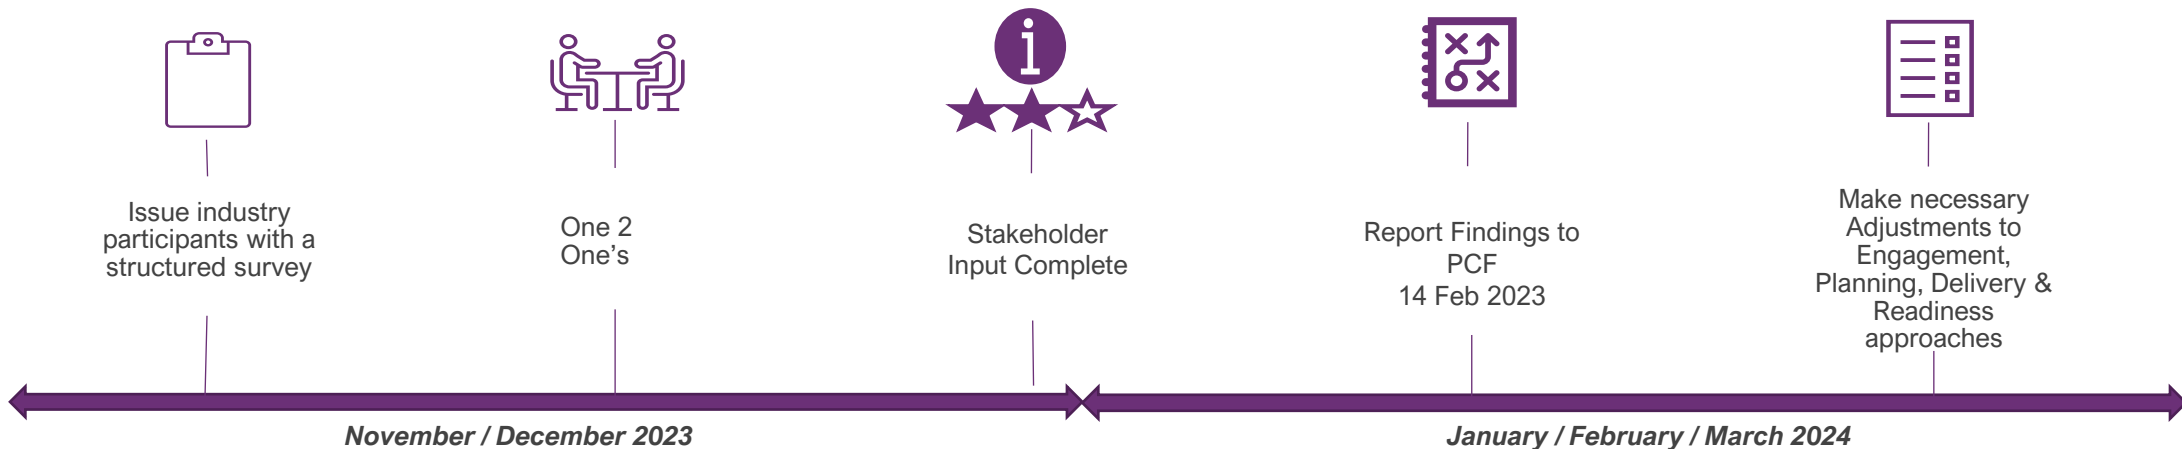 Issue industry
participants with a
structured survey
One 2
One's
Stakeholder
Input Complete
Report Findings to
PCF
14 Feb 2023
Make necessary
Adjustments to
Engagement,
Planning, Delivery &
Readiness
approaches
November / December 2023
January / February / March 2024